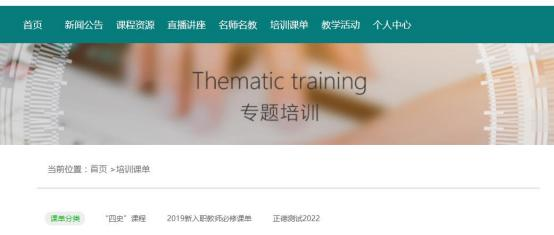 首页 新闻公告 课程资源 直播讲座 名师名教 培训课单 教学活动 个人中心
Thematic training
专题培训
当前位置：首页 >培训课单
课单分类 “四史”课程 2019新入职教师必修课单 正德测试2022